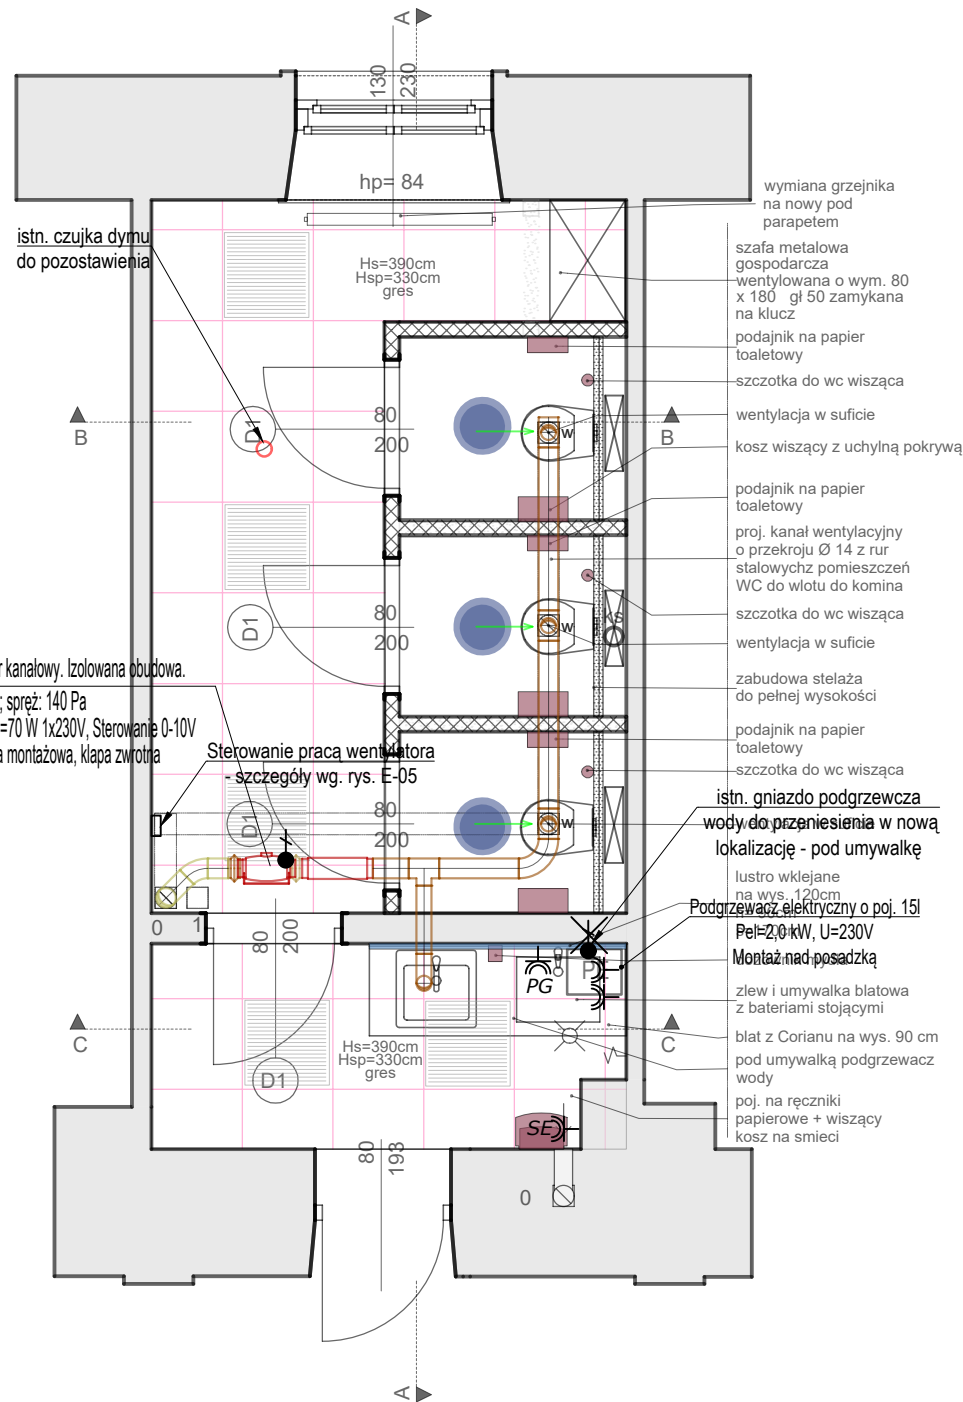 A
130
230
hp= 84
wymiana grzejnika
na nowy pod
parapetem
istn. czujka dymu
do pozostawienia
Hs=390cm
Hsp=330cm
gres
szafa metalowa
gospodarcza
wentylowana o wym. 80
x 180 gł 50 zamykana
na klucz
podajnik na papier
toaletowy
szczotka do wc wisząca
wentylacja w suficie
kosz wiszący z uchylną pokrywą
B
B
D1
80
200
W
podajnik na papier
toaletowy
proj. kanał wentylacyjny
o przekroju Ø 14 z rur
stalowychz pomieszczeń
WC do wlotu do komina
szczotka do wc wisząca
wentylacja w suficie
D1
80
200
W
KS
zabudowa stelaża
do pełnej wysokości
r kanałowy. Izolowana obudowa.
; spręż: 140 Pa
=70 W 1x230V, Sterowanie 0-10V
a montażowa, klapa zwrotna
Sterowanie pracą wentylatora
- szczegóły wg. rys. E-05
podajnik na papier
toaletowy
szczotka do wc wisząca
istn. gniazdo podgrzewcza
wody do przeniesienia w nową
lokalizację - pod umywalkę
D1
80
200
W
lustro wklejane
na wys. 120cm
Podgrzewacz elektryczny o poj. 15l
Pel=2,0 kW, U=230V
Montaż nad posadzką
0
1
80
200
PG
zlew i umywalka blatowa
z bateriami stojącymi
C
C
blat z Corianu na wys. 90 cm
Hs=390cm
Hsp=330cm
gres
pod umywalką podgrzewacz
wody
D1
poj. na ręczniki
papierowe + wiszący
kosz na smieci
SE
80
193
0
A